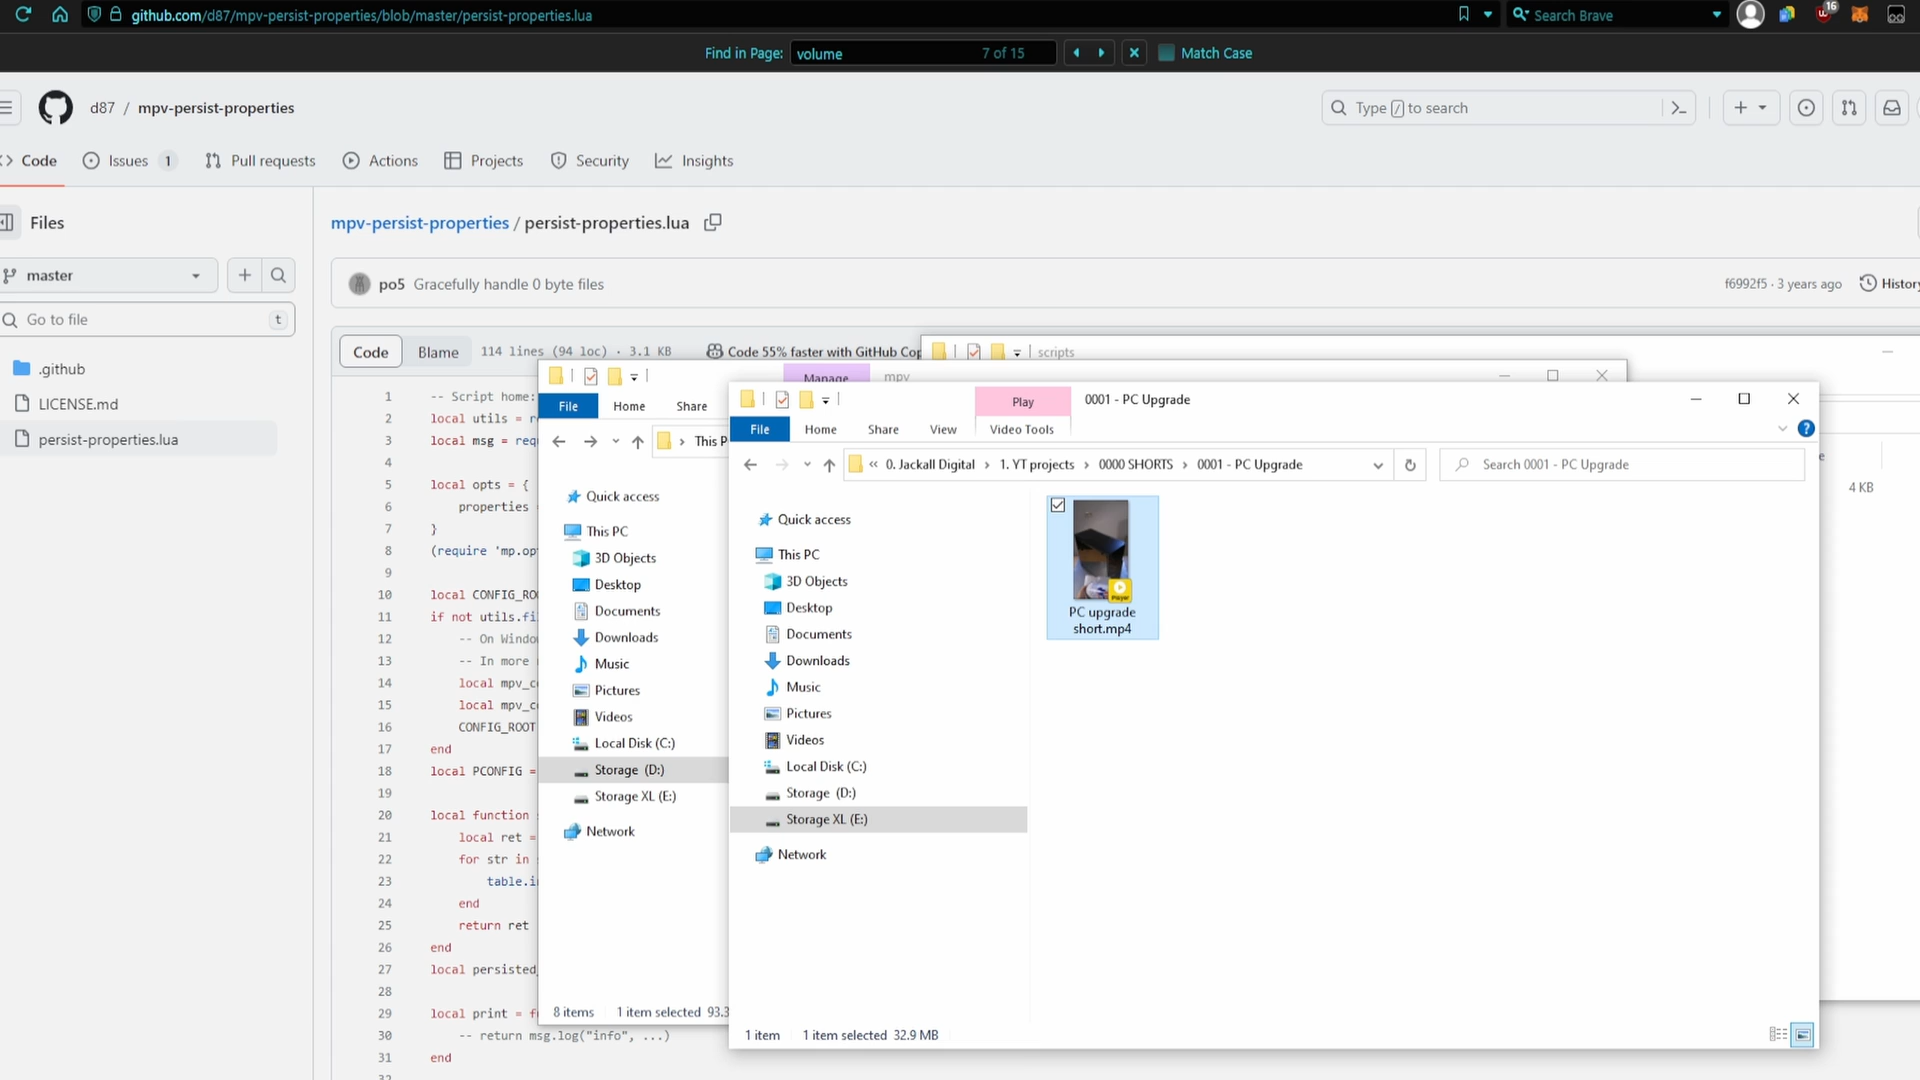 github.com/d87/mpv-persist-properties/blob/master/persist-properties.lua
Search Brave
16
Find in Page:
volume
7 of 15
Match Case
d87 / mpv-persist-properties
Type / to search
Code
Issues 1
Pull requests
Actions
Projects
Security
Insights
Files
mpv-persist-properties / persist-properties.lua
master
po5 Gracefully handle 0 byte files
f6992f5 · 3 years ago
History
Go to file
t
Code
Blame
114 lines (94 loc) · 3.1 KB
Code 55% faster with GitHub Cop
.github
LICENSE.md
persist-properties.lua
1 -- Script home:
2 local utils = r
3 local msg = requ
4
5 local opts = {
6 properties
7 }
8 (require 'mp.op
9
10 local CONFIG_RO
11 if not utils.fi
12 -- On Window
13 -- In more
14 local mpv_c
15 local mpv_c
16 CONFIG_ROOT
17 end
18 local PCONFIG =
19
20 local function
21 local ret =
22 for str in
23 table.i
24 end
25 return ret
26 end
27 local persisted_
28
29 local print = f
30 -- return msg.log("info", ...)
31 end
32
scripts
4 KB
Manage
mpv
File
Home
Share
This P
Quick access
This PC
3D Objects
Desktop
Documents
Downloads
Music
Pictures
Videos
Local Disk (C:)
Storage (D:)
Storage XL (E:)
Network
8 items
1 item selected 93.3
Play
0001 - PC Upgrade
File
Home
Share
View
Video Tools
« 0. Jackall Digital › 1. YT projects › 0000 SHORTS › 0001 - PC Upgrade
Search 0001 - PC Upgrade
Quick access
This PC
3D Objects
Desktop
Documents
Downloads
Music
Pictures
Videos
Local Disk (C:)
Storage (D:)
Storage XL (E:)
Network
Player
PC upgrade
short.mp4
1 item
1 item selected 32.9 MB